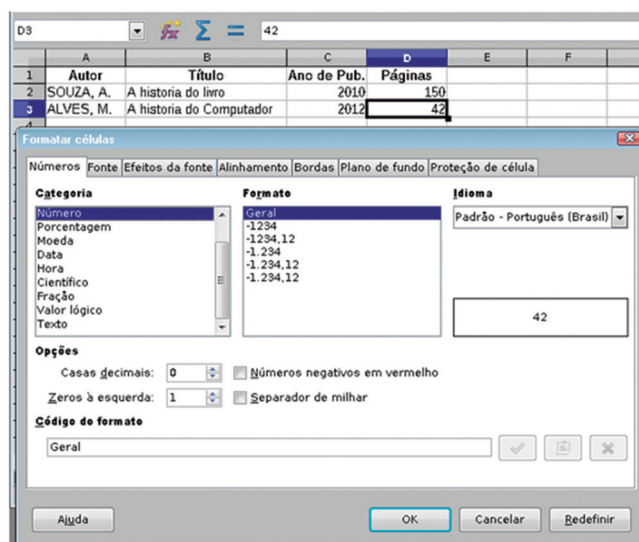 D3 42
A B C D E F
1 Autor Título Ano de Pub. Páginas
2 SOUZA, A. A historia do livro 2010 150
3 ALVES, M. A historia do Computador 2012 42
Formatar células
Números Fonte Efeitos da fonte Alinhamento Bordas Plano de fundo Proteção de célula
Categoria
Número
Porcentagem
Moeda
Data
Hora
Científico
Fração
Valor lógico
Texto
Formato
Geral
-1234
-1234,12
-1.234
-1.234,12
-1.234,12
Idioma
Padrão - Português (Brasil)
42
Opções
Casas decimais: 0 Números negativos em vermelho
Zeros à esquerda: 1 Separador de milhar
Código do formato
Geral
Ajuda OK Cancelar Redefinir